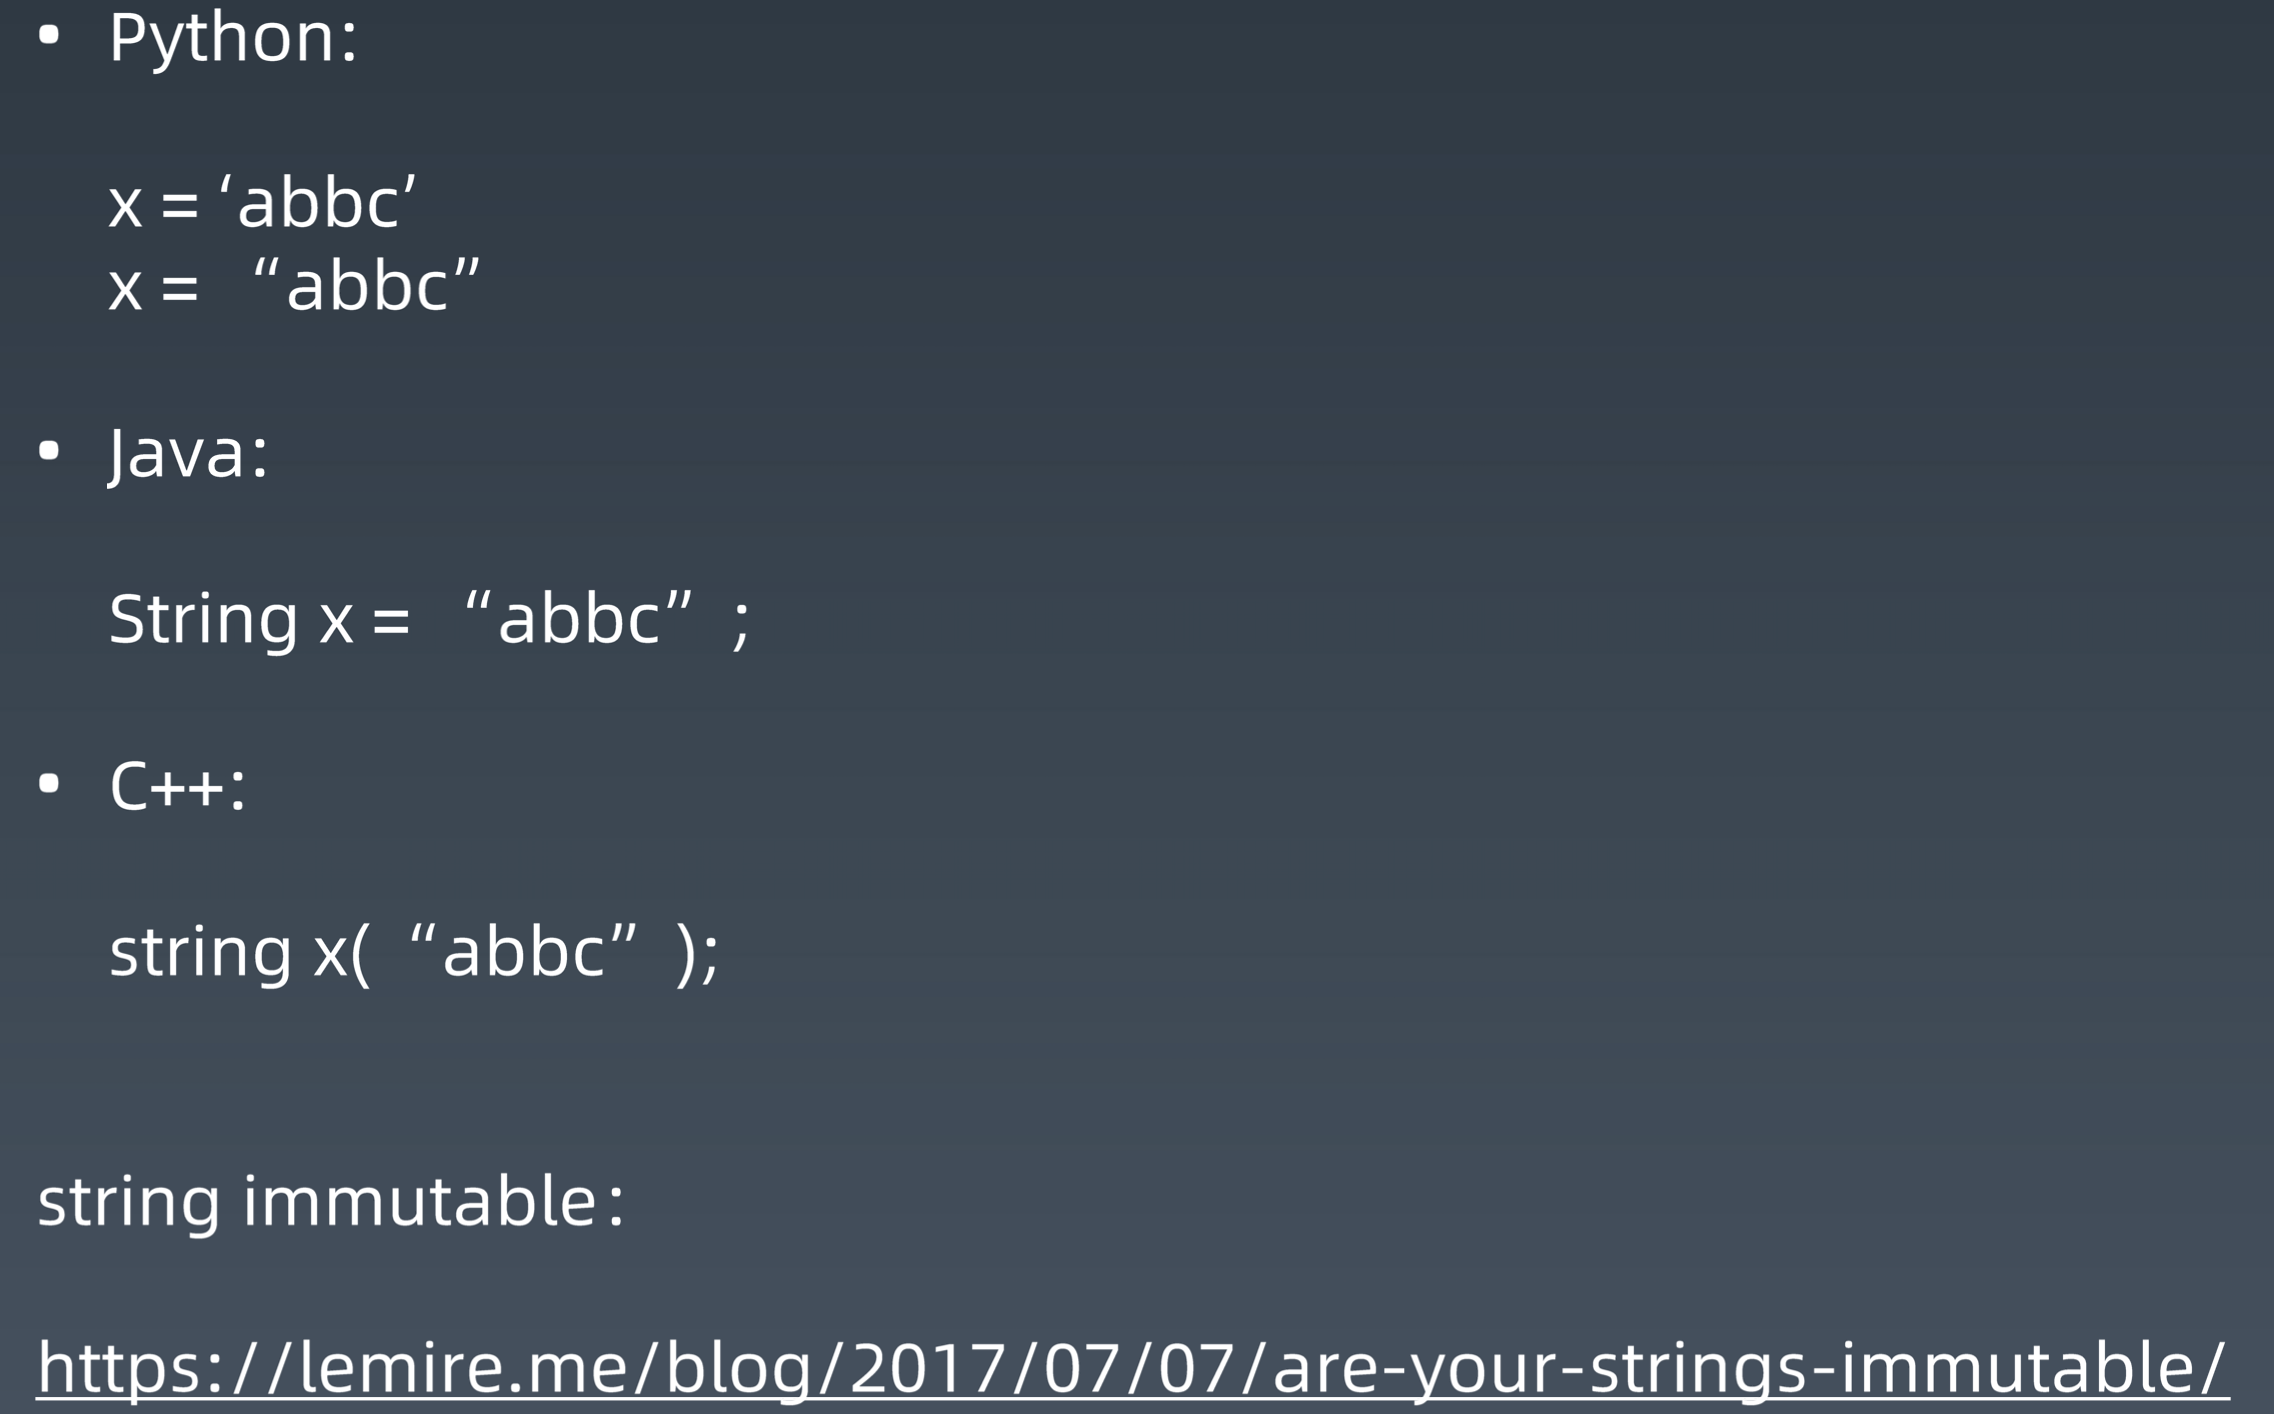 • Python:
x = ‘abbc’
x = “abbc”
• Java:
String x = “abbc” ;
• C++:
string x( “abbc” );
string immutable:
https://lemire.me/blog/2017/07/07/are-your-strings-immutable/